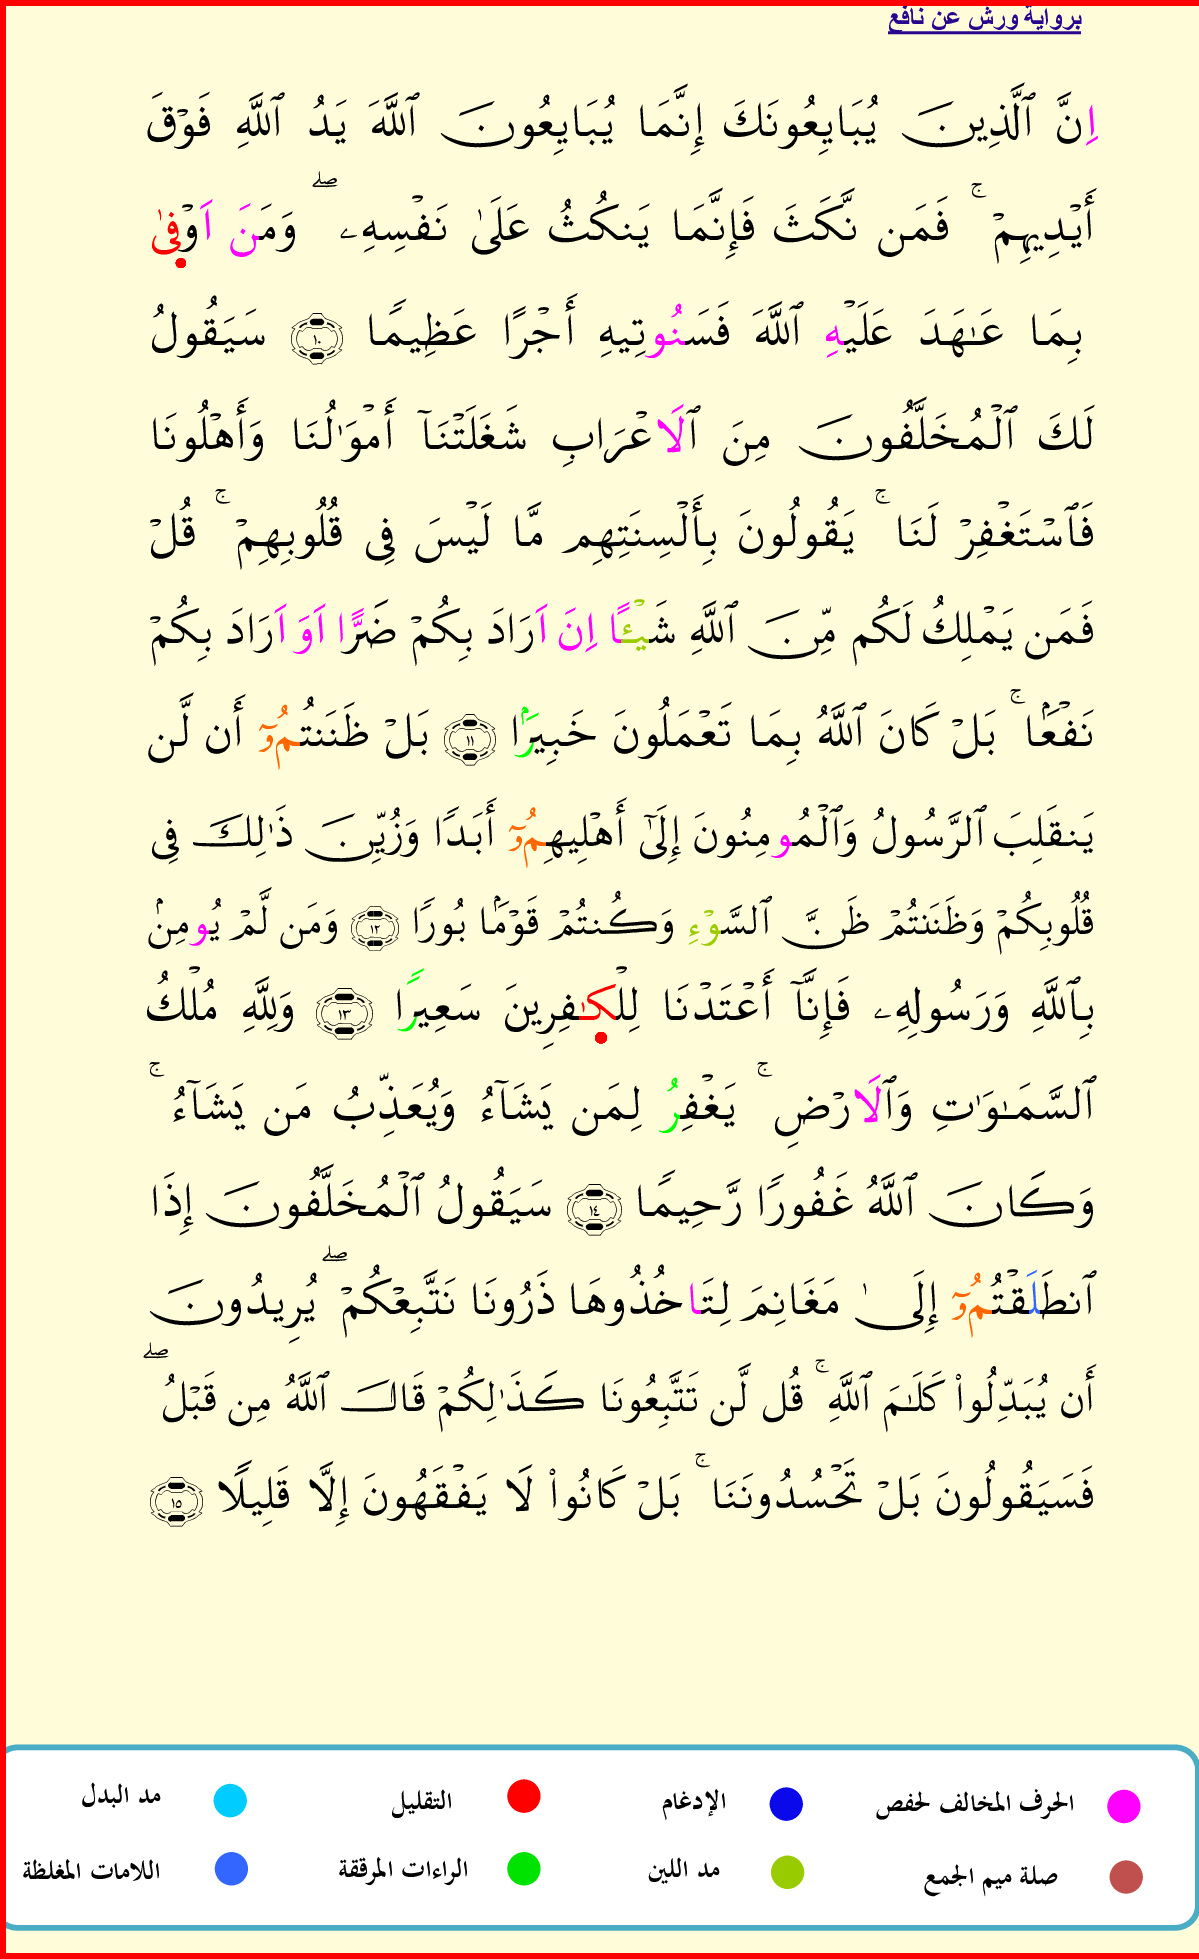 برواية ورش عن نافع
اِنَّ ٱلَّذِينَ يُبَايِعُونَكَ إِنَّمَا يُبَايِعُونَ ٱللَّهَ يَدُ ٱللَّهِ فَوْقَ
أَيْدِيهِمْۚ فَمَن نَّكَثَ فَإِنَّمَا يَنكُثُ عَلَىٰ نَفْسِهِۦۖ وَمَنَ اَوْفىٰ
بِمَا عَـٰهَدَ عَلَيْهِ ٱللَّهَ فَسَنُوتِيهِ أَجْرًا عَظِيمًا ١٠ سَيَقُولُ
لَكَ ٱلْمُخَلَّفُونَ مِنَ ٱلَاعْرَابِ شَغَلَتْنَآ أَمْوَٰلُنَا وَأَهْلُونَا
فَٱسْتَغْفِرْ لَنَاۚ يَقُولُونَ بِأَلْسِنَتِهِم مَّا لَيْسَ فِى قُلُوبِهِمْۚ قُلْ
فَمَن يَمْلِكُ لَكُم مِّنَ ٱللَّهِ شَيْـًٔا اِنَ اَرَادَ بِكُمْ ضَرًّا اَوَ اَرَادَ بِكُمْ
نَفْعَۢاۚ بَلْ كَانَ ٱللَّهُ بِمَا تَعْمَلُونَ خَبِيرَۢا ١١ بَلْ ظَنَنتُمُۥٓ أَن لَّن
يَنقَلِبَ ٱلرَّسُولُ وَٱلْمُومِنُونَ إِلَىٰٓ أَهْلِيهِمُۥٓ أَبَدًا وَزُيِّنَ ذَٰلِكَ فِى
قُلُوبِكُمْ وَظَنَنتُمْ ظَنَّ ٱلسَّوْءِ وَكُنتُمْ قَوْمَۢا بُورًا ١٢ وَمَن لَّمْ يُومِنۢ
بِٱللَّهِ وَرَسُولِهِۦ فَإِنَّآ أَعْتَدْنَا لِلْكَـٰفِرِينَ سَعِيرًا ١٣ وَلِلَّهِ مُلْكُ
ٱلسَّمَـٰوَٰتِ وَٱلَارْضِۚ يَغْفِرُ لِمَن يَشَآءُ وَيُعَذِّبُ مَن يَشَآءُۚ
وَكَانَ ٱللَّهُ غَفُورًا رَّحِيمًا ١٤ سَيَقُولُ ٱلْمُخَلَّفُونَ إِذَا
ٱنطَلَقْتُمُۥٓ إِلَىٰ مَغَانِمَ لِتَاخُذُوهَا ذَرُونَا نَتَّبِعْكُمْۖ يُرِيدُونَ
أَن يُبَدِّلُوا۟ كَلَـٰمَ ٱللَّهِۚ قُل لَّن تَتَّبِعُونَا كَذَٰلِكُمْ قَالَ ٱللَّهُ مِن قَبْلُۖ
فَسَيَقُولُونَ بَلْ تَحْسُدُونَنَاۚ بَلْ كَانُوا۟ لَا يَفْقَهُونَ إِلَّا قَلِيلًا ١٥
الحرف المخالف لحفص الإدغام التقليل مد البدل
صلة ميم الجمع مد اللين الراءات المرققة اللامات المغلظة